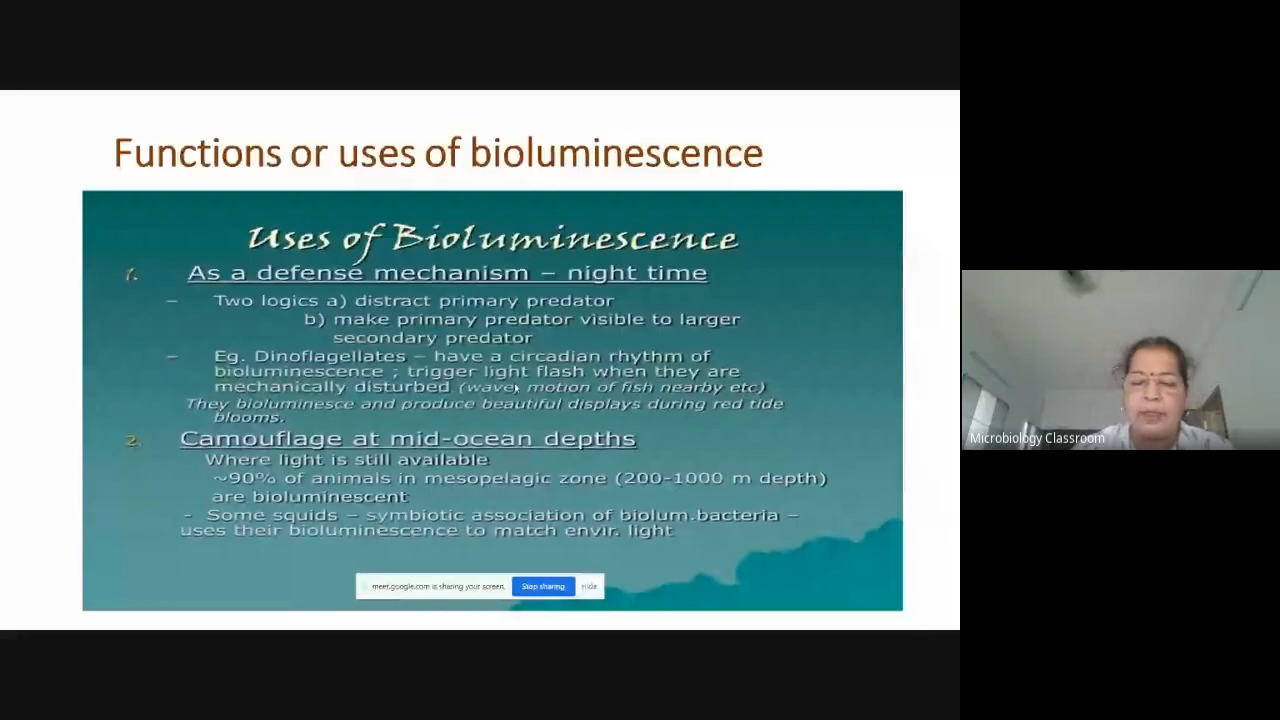 Functions or uses of bioluminescence
Uses of Bioluminescence
1. As a defense mechanism – night time
– Two logics a) distract primary predator
b) make primary predator visible to larger
secondary predator
– Eg. Dinoflagellates – have a circadian rhythm of
bioluminescence ; trigger light flash when they are
mechanically disturbed (wave, motion of fish nearby etc)
They bioluminesce and produce beautiful displays during red tide
blooms.
2. Camouflage at mid-ocean depths
Where light is still available
~90% of animals in mesopelagic zone (200-1000 m depth)
are bioluminescent
- Some squids – symbiotic association of biolum.bacteria –
uses their bioluminescence to match envir. light
meet.google.com is sharing your screen. Stop sharing Hide
Microbiology Classroom